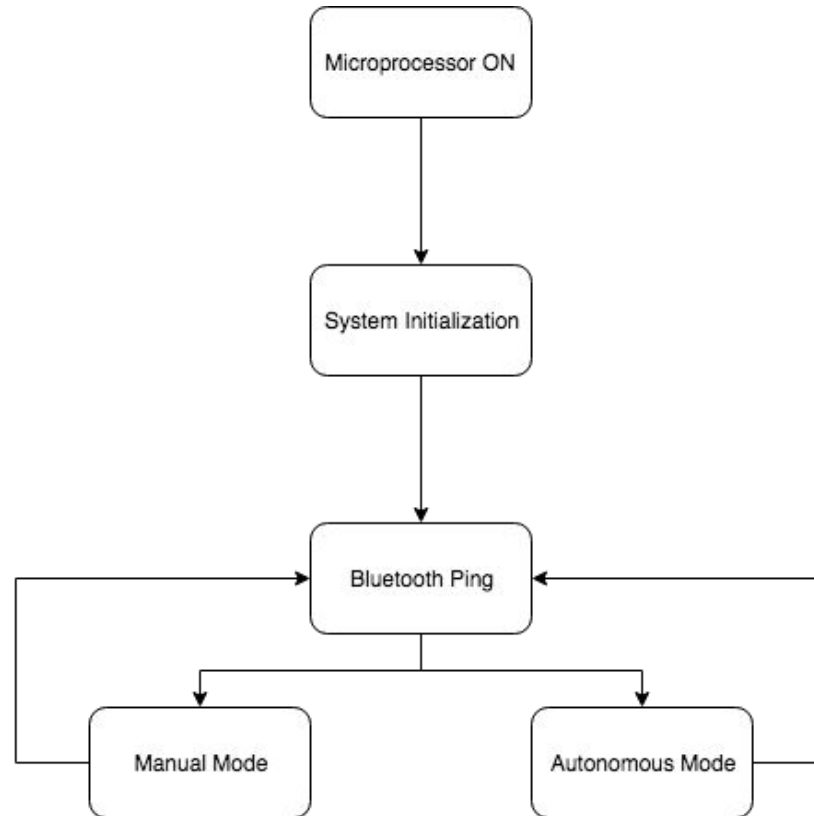 Microprocessor ON
System Initialization
Bluetooth Ping
Manual Mode
Autonomous Mode